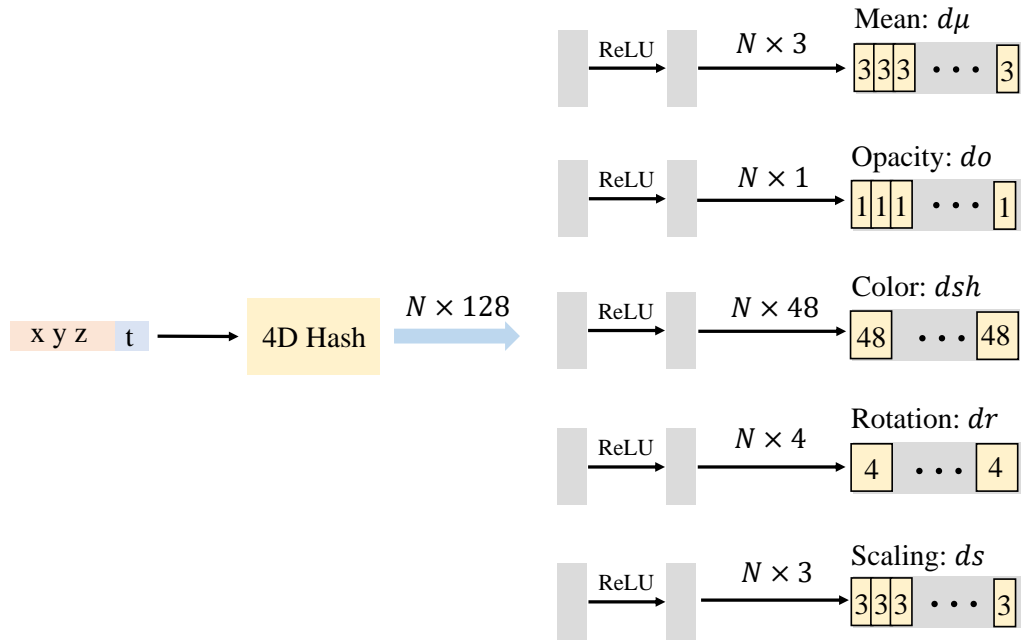 Mean: dμ
ReLU
N × 3
3 3 3 • • • 3
Opacity: do
ReLU
N × 1
1 1 1 • • • 1
x y z t
4D Hash
N × 128
Color: dsh
ReLU
N × 48
48 • • • 48
Rotation: dr
ReLU
N × 4
4 • • • 4
Scaling: ds
ReLU
N × 3
3 3 3 • • • 3